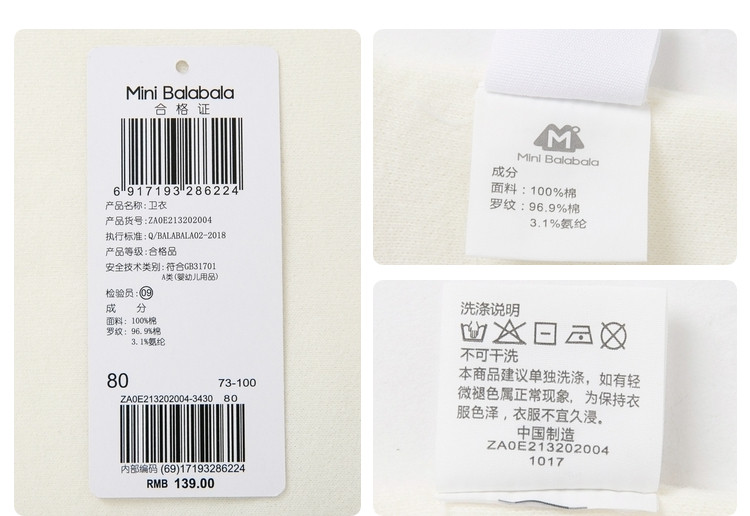 Mini Balabala
合格证
6 917193 286224
产品名称:卫衣
产品货号:ZA0E213202004
执行标准:Q/BALABALA02-2018
产品等级:合格品
安全技术类别:符合GB31701
A类(婴幼儿用品)
检验员:09
成 分
面料: 100%棉
罗纹: 96.9%棉
3.1%氨纶
80 73-100
ZA0E213202004-3430 80
内部编码 (69)17193286224
RMB 139.00
M
Mini Balabala
成分
面料:100%棉
罗纹:96.9%棉
3.1%氨纶
洗涤说明
不可干洗
本商品建议单独洗涤，如有轻
微褪色属正常现象，为保持衣
服色泽，衣服不宜久浸。
中国制造
ZA0E213202004
1017